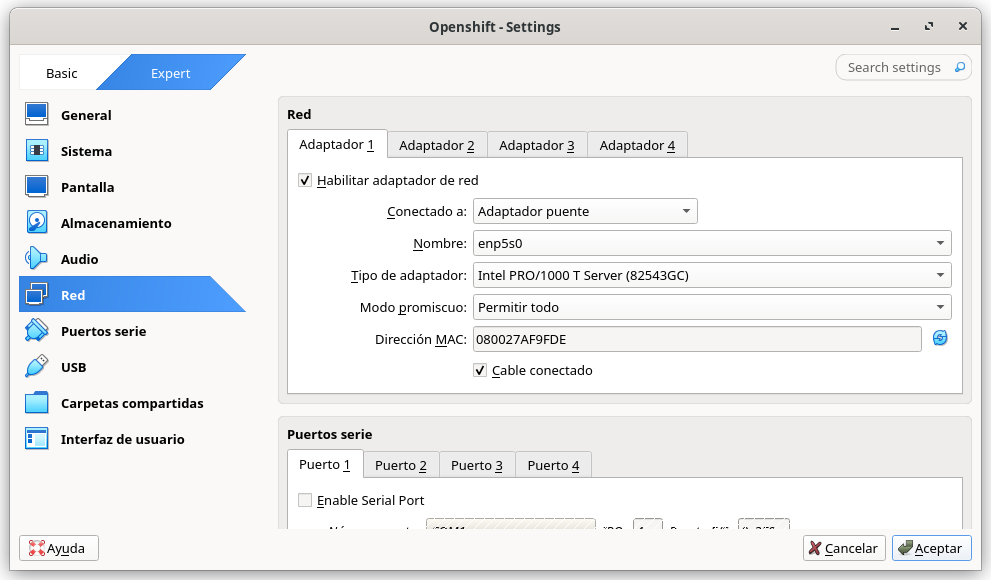 Openshift - Settings
Basic
Expert
Search settings
General
Sistema
Pantalla
Almacenamiento
Audio
Red
Puertos serie
USB
Carpetas compartidas
Interfaz de usuario
Red
Adaptador 1
Adaptador 2
Adaptador 3
Adaptador 4
Habilitar adaptador de red
Conectado a: Adaptador puente
Nombre: enp5s0
Tipo de adaptador: Intel PRO/1000 T Server (82543GC)
Modo promiscuo: Permitir todo
Dirección MAC: 080027AF9FDE
Cable conectado
Puertos serie
Puerto 1
Puerto 2
Puerto 3
Puerto 4
Enable Serial Port
Ayuda
Cancelar
Aceptar